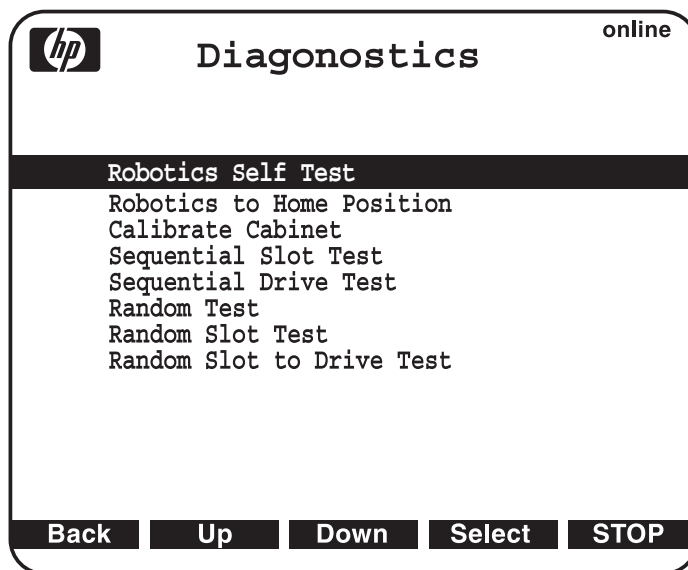 hp
Diagonostics
online
Robotics Self Test
Robotics to Home Position
Calibrate Cabinet
Sequential Slot Test
Sequential Drive Test
Random Test
Random Slot Test
Random Slot to Drive Test
Back Up Down Select STOP